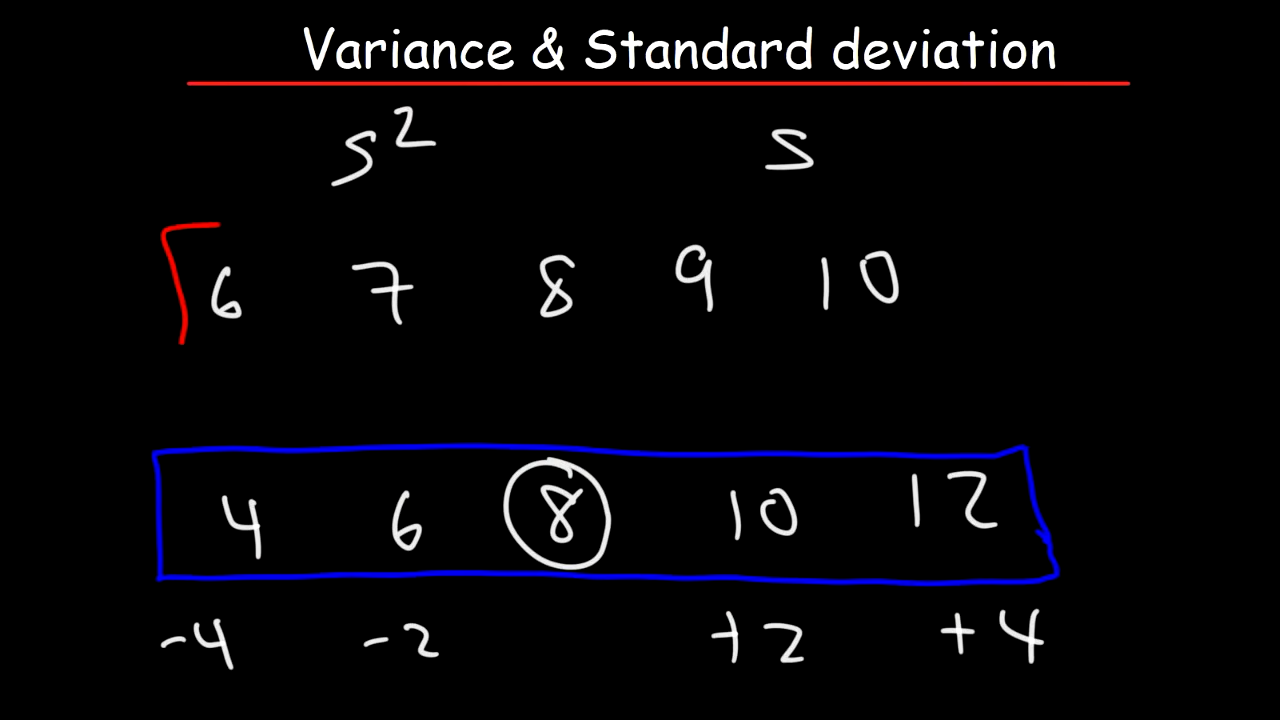 Variance & Standard deviation
s² s
6 7 8 9 10
4 6 8 10 12
-4 -2 +2 +4